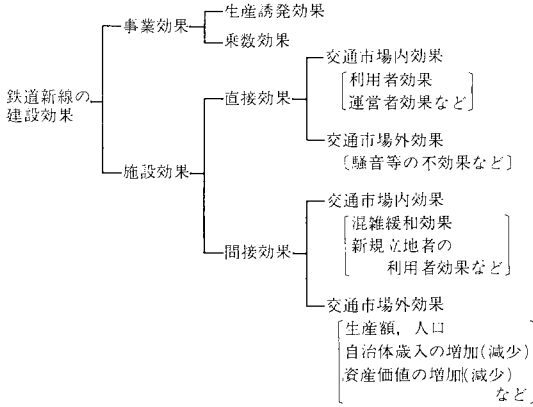 生産誘発効果
事業効果
乗数効果
交通市場内効果
利用者効果
運営者効果など
鉄道新線の
建設効果
直接効果
交通市場外効果
〔騒音等の不効果など〕
施設効果
交通市場内効果
混雑緩和効果
新規立地者の
利用者効果など
間接効果
交通市場外効果
生産額,人口
自治体歳入の増加(減少)
資産価値の増加(減少)
など